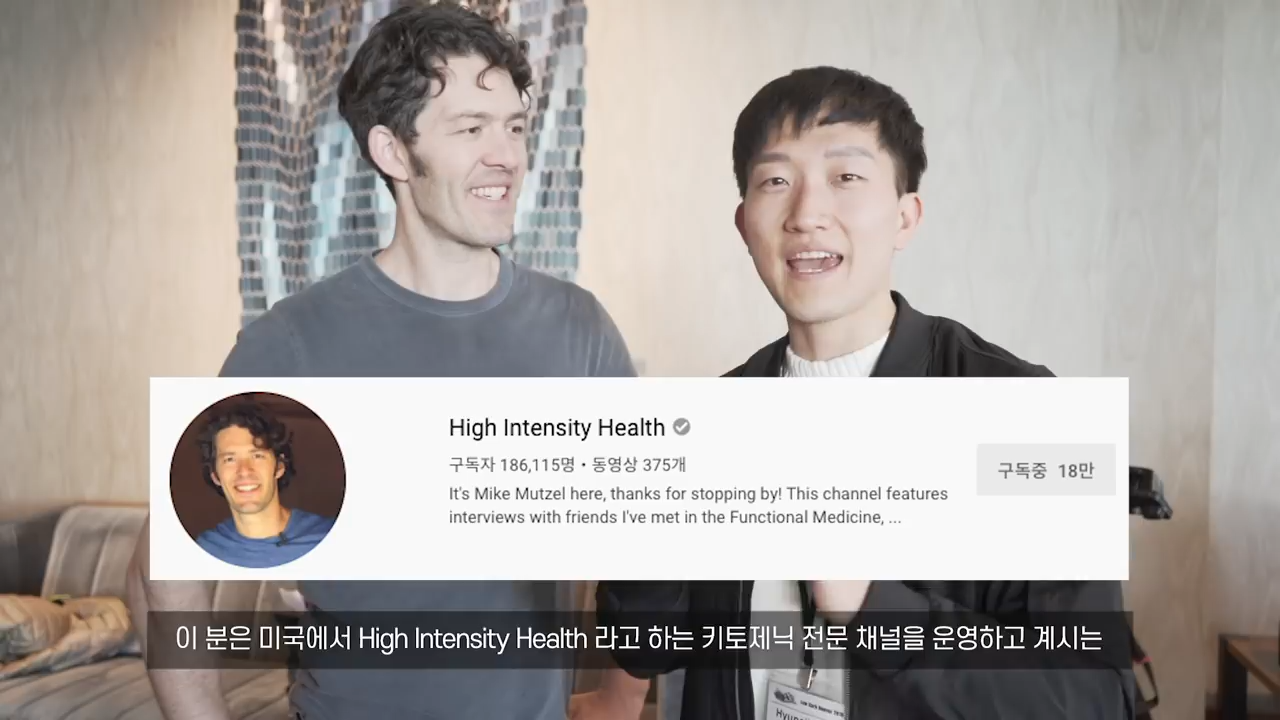 High Intensity Health
구독자 186,115명 • 동영상 375개
구독중 18만
It's Mike Mutzel here, thanks for stopping by! This channel features
interviews with friends I've met in the Functional Medicine, ...
이 분은 미국에서 High Intensity Health 라고 하는 키토제닉 전문 채널을 운영하고 계시는